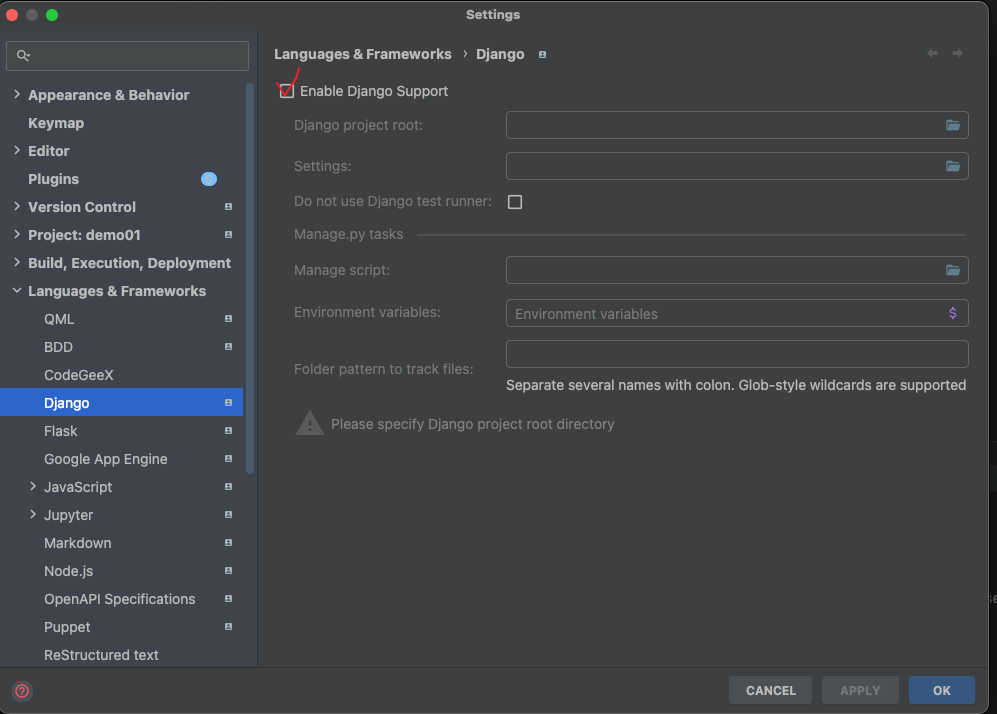 Settings
Languages & Frameworks › Django
Appearance & Behavior
Keymap
Editor
Plugins
Version Control
Project: demo01
Build, Execution, Deployment
Languages & Frameworks
QML
BDD
CodeGeeX
Django
Flask
Google App Engine
JavaScript
Jupyter
Markdown
Node.js
OpenAPI Specifications
Puppet
ReStructured text
Enable Django Support
Django project root:
Settings:
Do not use Django test runner:
Manage.py tasks
Manage script:
Environment variables: Environment variables $
Folder pattern to track files:
Separate several names with colon. Glob-style wildcards are supported
Please specify Django project root directory
? CANCEL APPLY OK